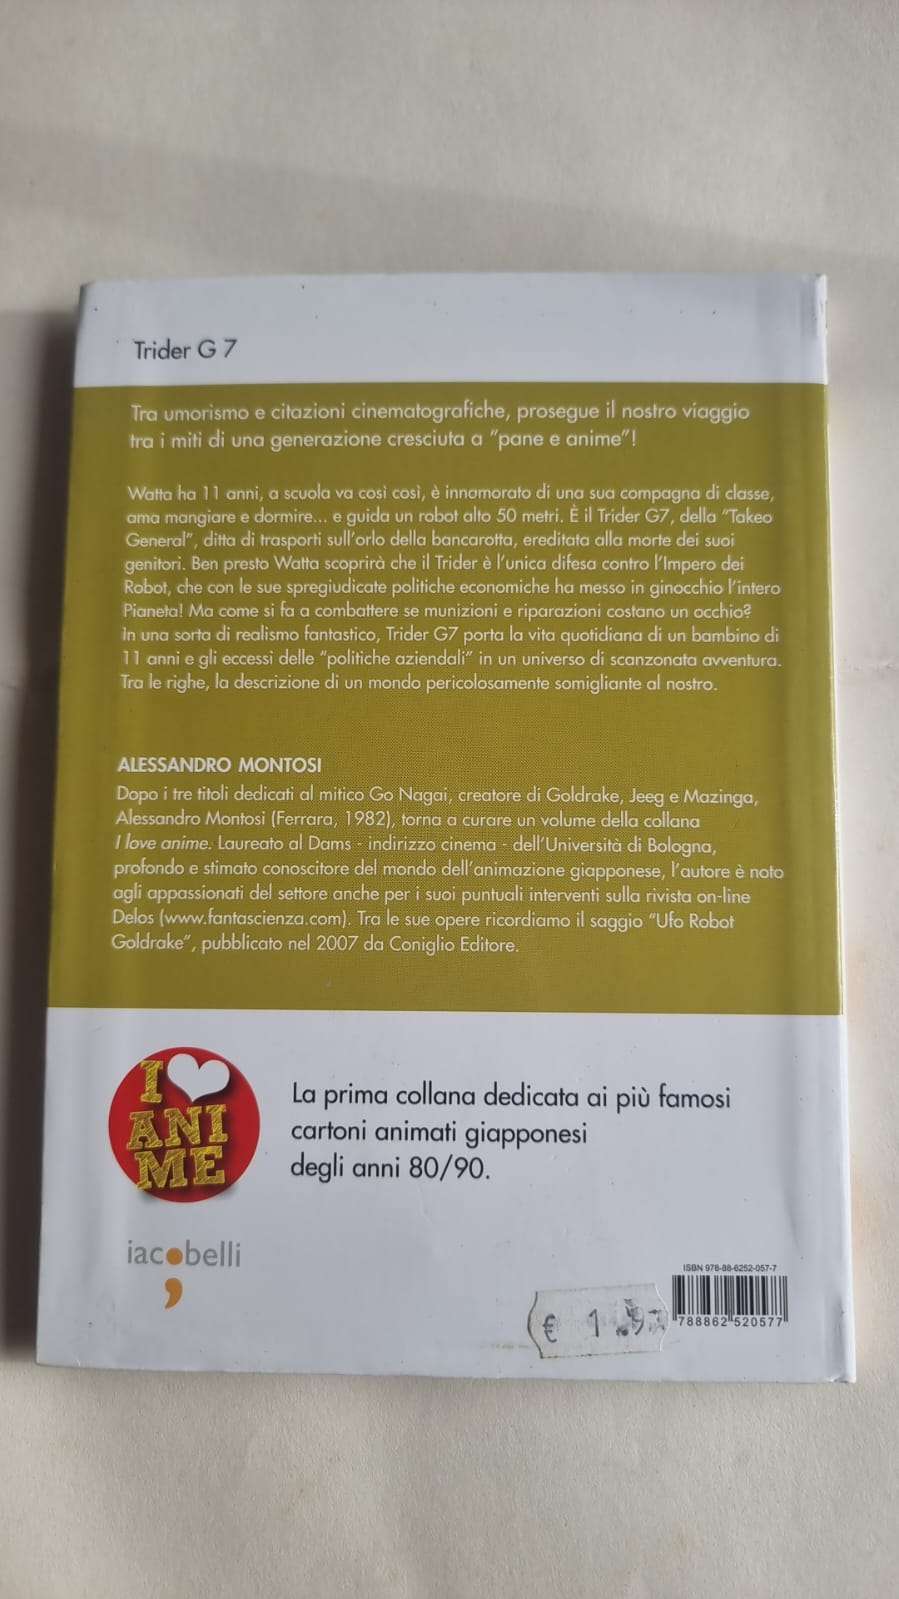 Trider G 7
Tra umorismo e citazioni cinematografiche, prosegue il nostro viaggio
tra i miti di una generazione cresciuta a "pane e anime"!
Watta ha 11 anni, a scuola va così così, è innamorato di una sua compagna di classe,
ama mangiare e dormire... e guida un robot alto 50 metri. È il Trider G7, della "Takeo
General", ditta di trasporti sull'orlo della bancarotta, ereditata alla morte dei suoi
genitori. Ben presto Watta scoprirà che il Trider è l'unica difesa contro l'Impero dei
Robot, che con le sue spregiudicate politiche economiche ha messo in ginocchio l'intero
Pianeta! Ma come si fa a combattere se munizioni e riparazioni costano un occhio?
In una sorta di realismo fantastico, Trider G7 porta la vita quotidiana di un bambino di
11 anni e gli eccessi delle "politiche aziendali" in un universo di scanzonata avventura.
Tra le righe, la descrizione di un mondo pericolosamente somigliante al nostro.
ALESSANDRO MONTOSI
Dopo i tre titoli dedicati al mitico Go Nagai, creatore di Goldrake, Jeeg e Mazinga,
Alessandro Montosi (Ferrara, 1982), torna a curare un volume della collana
I love anime. Laureato al Dams - indirizzo cinema - dell'Università di Bologna,
profondo e stimato conoscitore del mondo dell'animazione giapponese, l'autore è noto
agli appassionati del settore anche per i suoi puntuali interventi sulla rivista on-line
Delos (www.fantascienza.com). Tra le sue opere ricordiamo il saggio "Ufo Robot
Goldrake", pubblicato nel 2007 da Coniglio Editore.
I
ANI
ME
La prima collana dedicata ai più famosi
cartoni animati giapponesi
degli anni 80/90.
iacobelli
ISBN 978-88-6252-057-7
788862 520577
€ 1